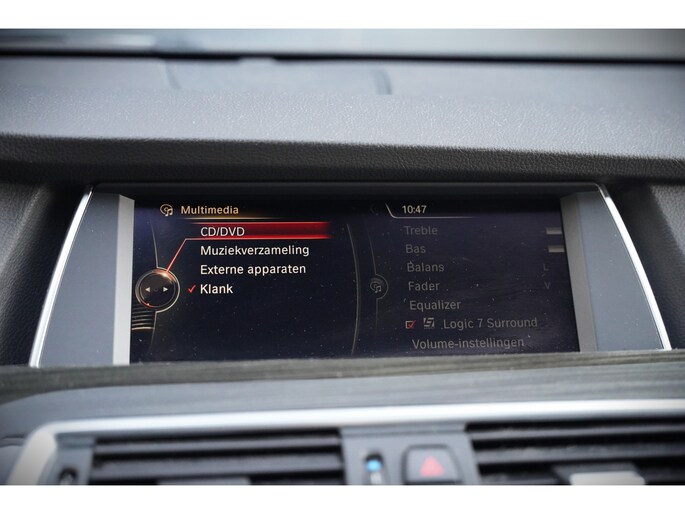 Multimedia
CD/DVD
Muziekverzameling
Externe apparaten
Klank
10:47
Treble
Bas
Balans L
Fader V
Equalizer
Logic 7 Surround
Volume-instellingen